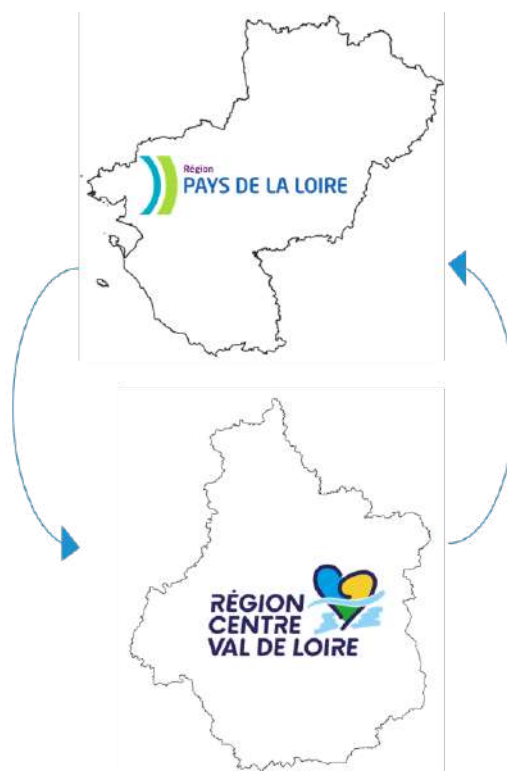 Région
PAYS DE LA LOIRE
RÉGION
CENTRE
VAL DE LOIRE